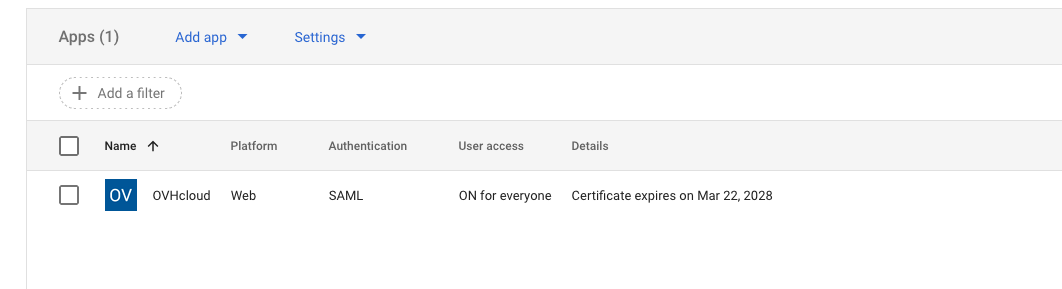 Apps (1) Add app Settings
Add a filter
Name Platform Authentication User access Details
OV OVHcloud Web SAML ON for everyone Certificate expires on Mar 22, 2028